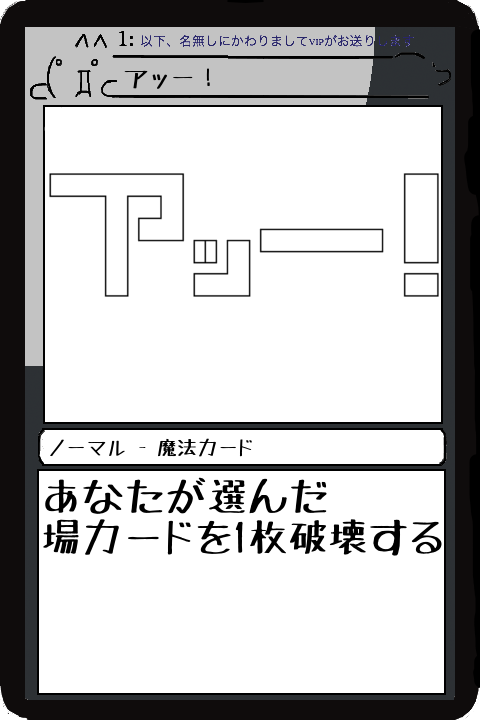 1: 以下、名無しにかわりましてVIPがお送りします
アッー！
アッー！
ノーマル - 魔法カード
あなたが選んだ
場カードを1枚破壊する